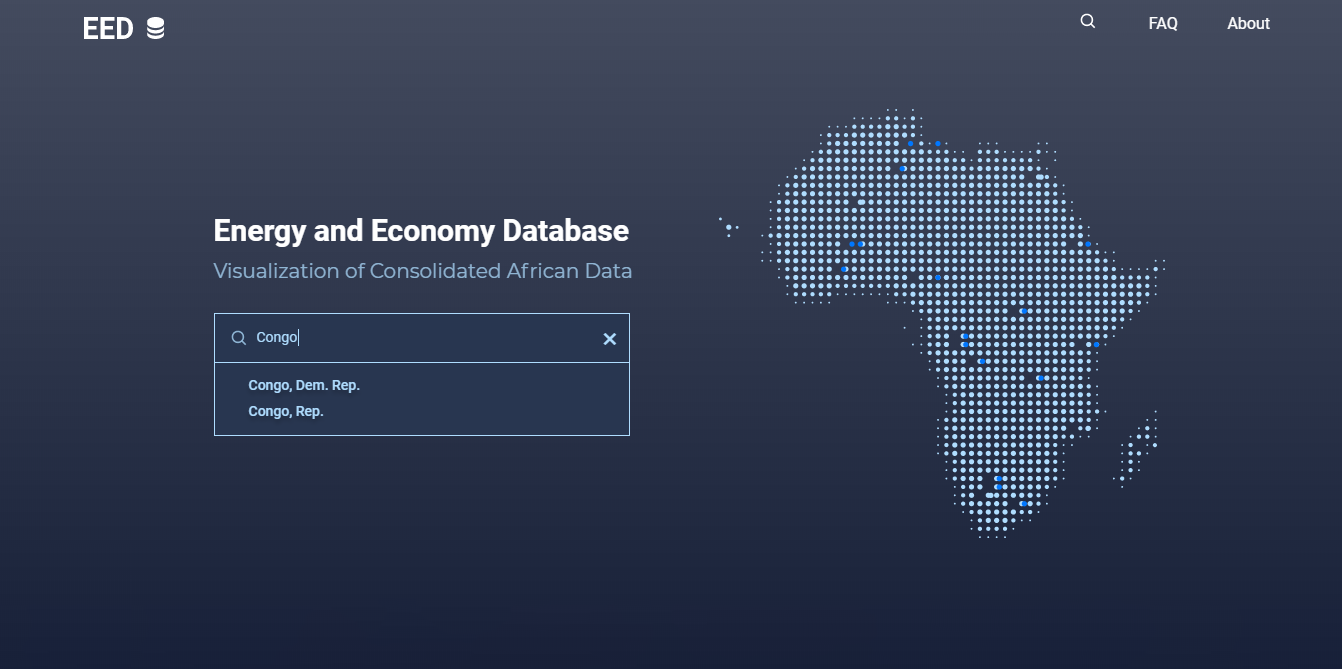 EED
FAQ
About
Energy and Economy Database
Visualization of Consolidated African Data
Congo
Congo, Dem. Rep.
Congo, Rep.